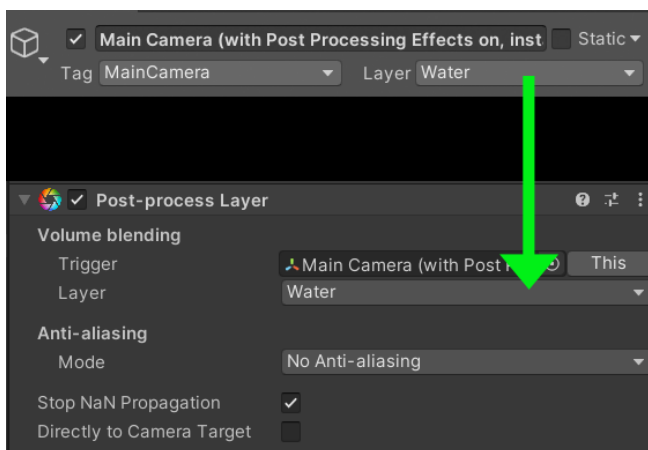 Main Camera (with Post Processing Effects on, inst Static
Tag MainCamera Layer Water
Post-process Layer
Volume blending
Trigger Main Camera (with Post This
Layer Water
Anti-aliasing
Mode No Anti-aliasing
Stop NaN Propagation
Directly to Camera Target